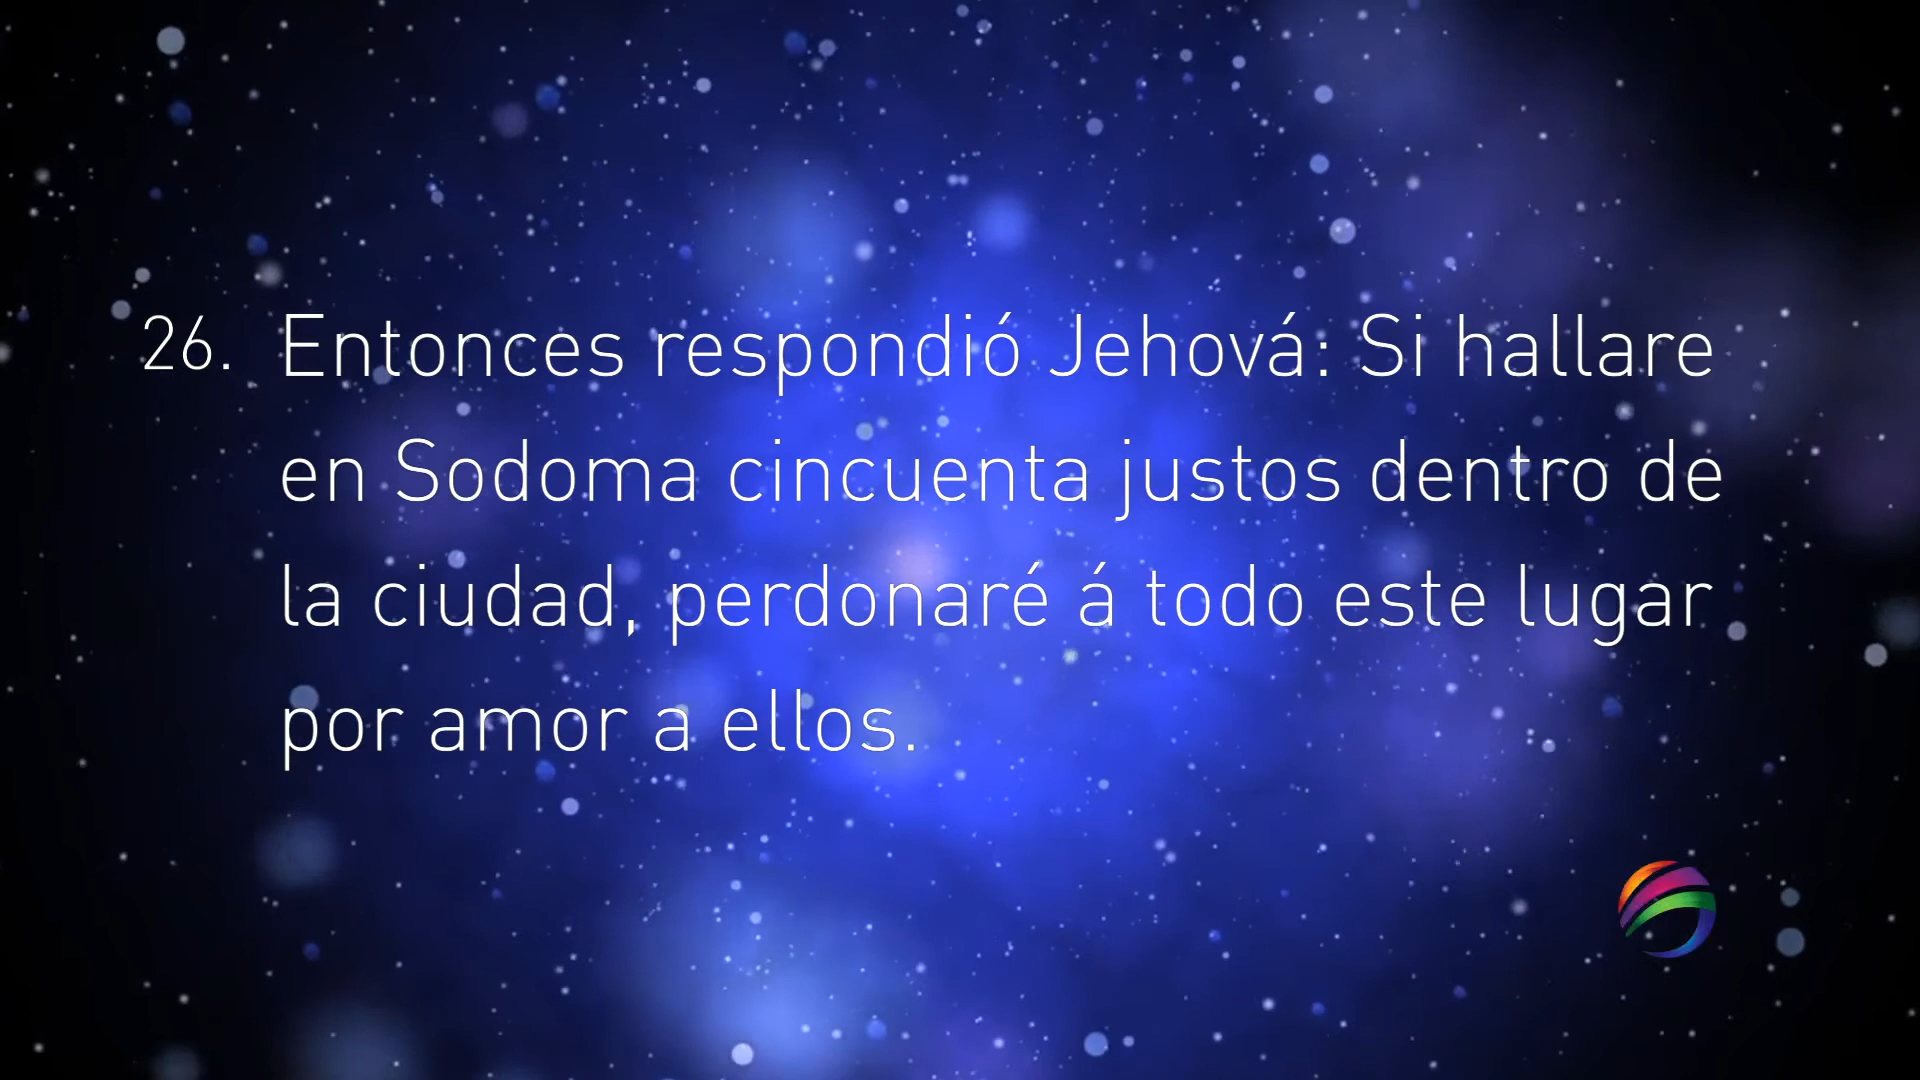 26. Entonces respondió Jehová: Si hallare
en Sodoma cincuenta justos dentro de
la ciudad, perdonaré á todo este lugar
por amor a ellos.